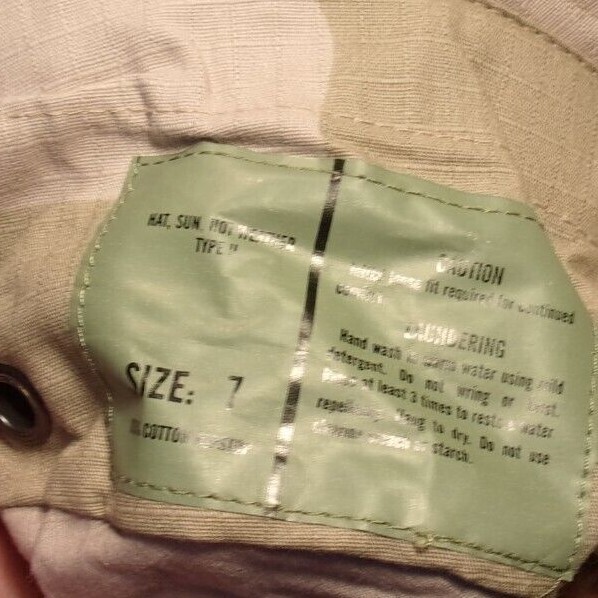 HAT, SUN, HOT WEATHER
TYPE II
SIZE: 7
COTTON
CAUTION
fit required for continued
LAUNDERING
Hand wash in warm water using mild
detergent. Do not wring or twist.
at least 3 times to restore water
Hang to dry. Do not use
or starch.